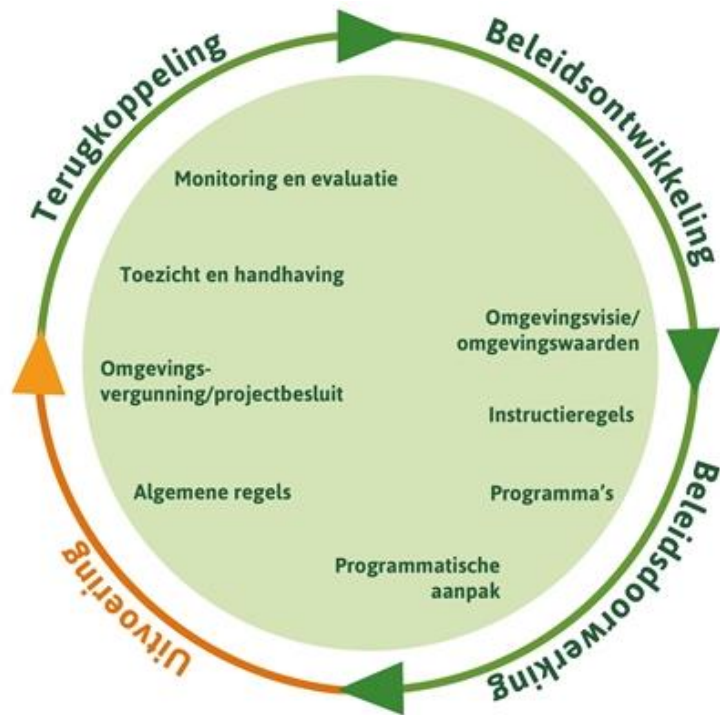 Terugkoppeling
Beleidsontwikkeling
Monitoring en evaluatie
Toezicht en handhaving
Omgevingsvisie/
omgevingswaarden
Omgevings-
vergunning/projectbesluit
Instructieregels
Algemene regels
Programma’s
Programmatische
aanpak
Uitvoering
Beleidsdoorwerking